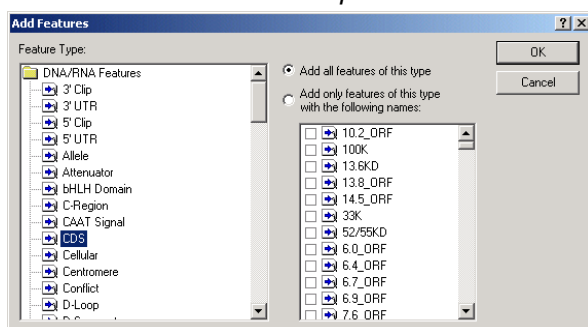 Add Features
Feature Type:
DNA/RNA Features
3' Clip
3' UTR
5' Clip
5' UTR
Allele
Attenuator
bHLH Domain
C-Region
CAAT Signal
CDS
Cellular
Centromere
Conflict
D-Loop
Add all features of this type
Add only features of this type
with the following names:
10.2_ORF
100K
13.6KD
13.8_ORF
14.5_ORF
33K
52/55KD
6.0_ORF
6.4_ORF
6.7_ORF
6.9_ORF
7.6_ORF
OK
Cancel